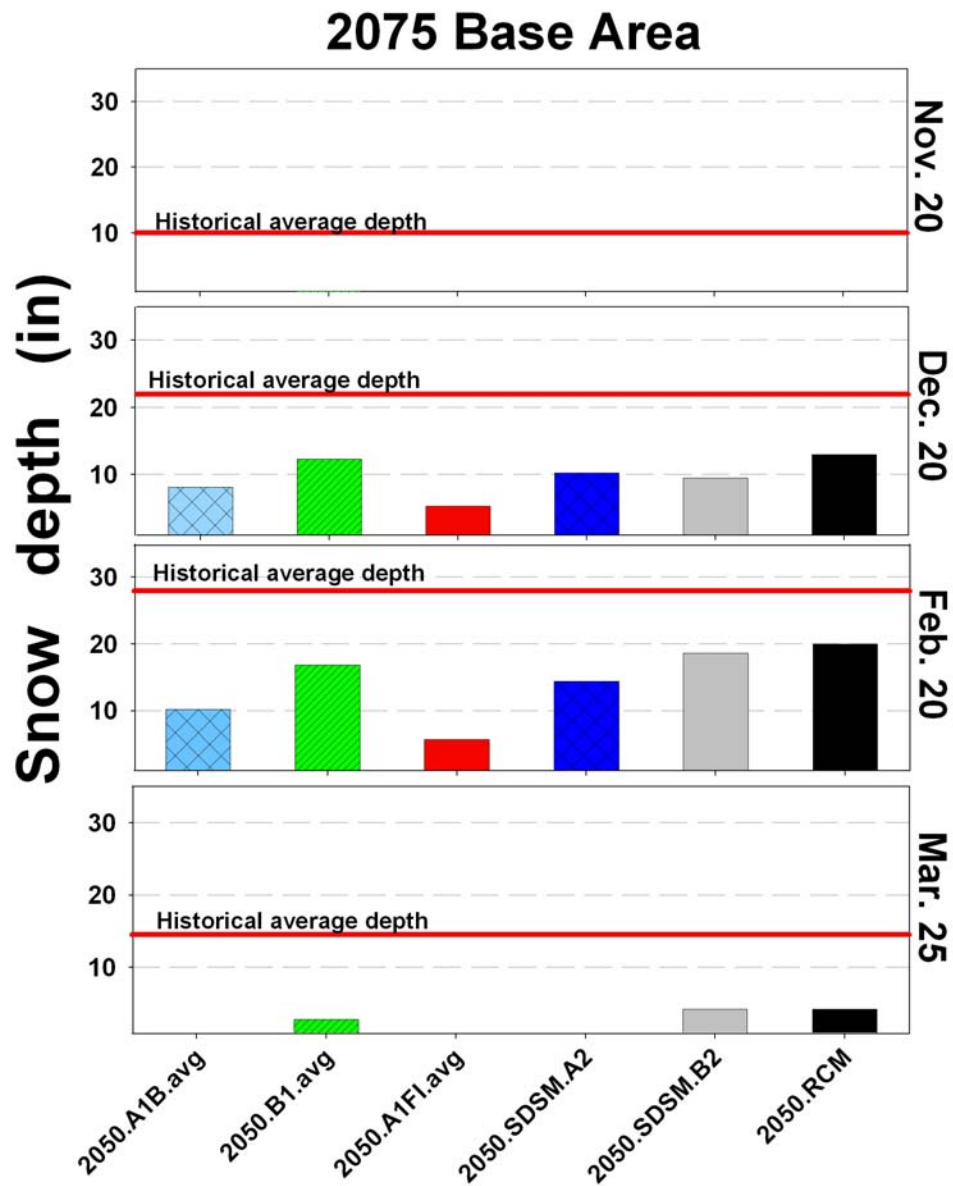 2075 Base Area
Snow depth (in)
30
20
10
Historical average depth
Nov. 20
30
20
10
Historical average depth
Dec. 20
30
20
10
Historical average depth
Feb. 20
30
20
10
Historical average depth
Mar. 25
2050.A1B.avg
2050.B1.avg
2050.A1FI.avg
2050.SDSM.A2
2050.SDSM.B2
2050.RCM